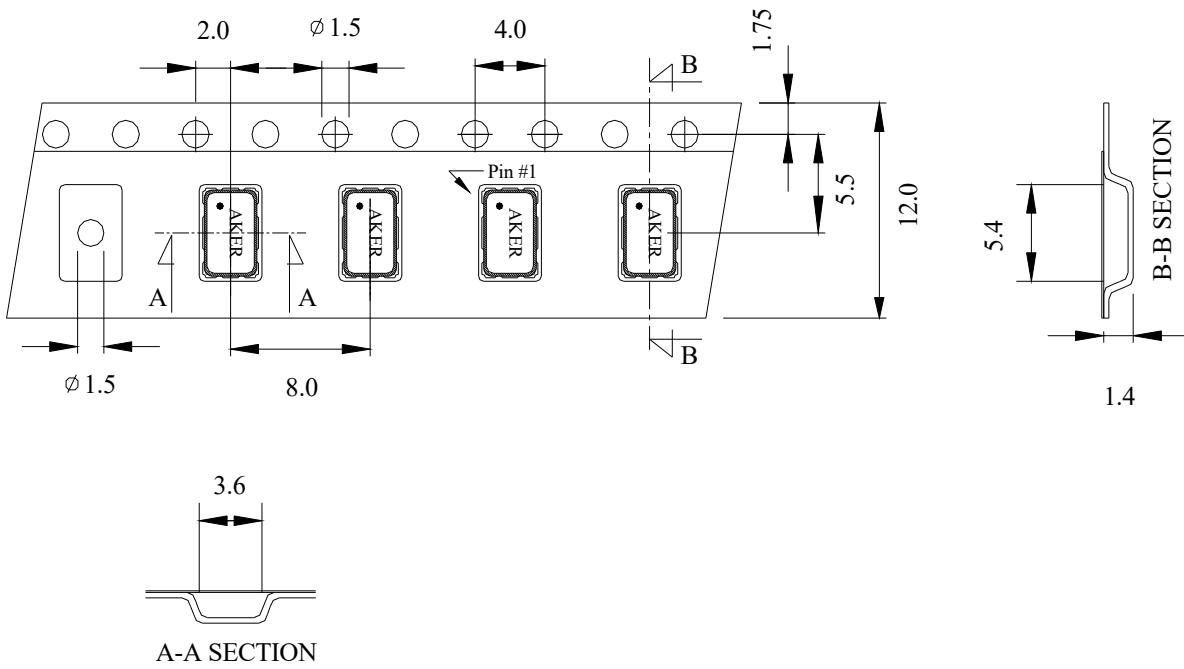 2.0
⌀1.5
4.0
B
1.75
Pin #1
5.5
12.0
AKER
AKER
AKER
AKER
A
A
B
⌀1.5
8.0
5.4
B-B SECTION
1.4
3.6
A-A SECTION